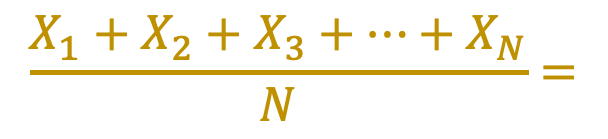 X₁ + X₂ + X₃ + ⋯ + X_N
N
=